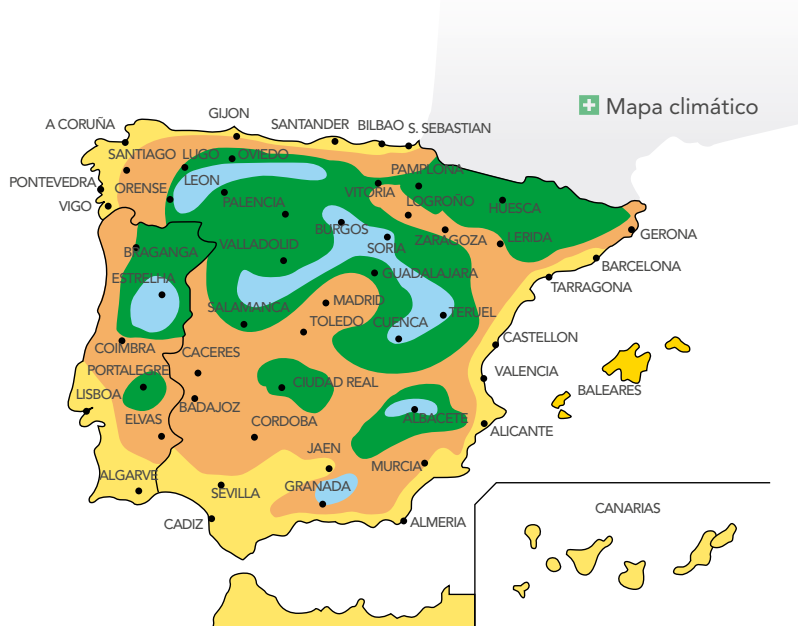 Mapa climático
GIJON
A CORUÑA
SANTANDER
BILBAO
S. SEBASTIAN
SANTIAGO
LUGO
OVIEDO
PAMPLONA
PONTEVEDRA
ORENSE
LEON
VITORIA
VIGO
PALENCIA
LOGROÑO
HUESCA
BURGOS
GERONA
BRAGANGA
VALLADOLID
SORIA
ZARAGOZA
LERIDA
BARCELONA
ESTRELHA
GUADALAJARA
TARRAGONA
SALAMANCA
MADRID
TERUEL
TOLEDO
CUENCA
CASTELLON
COIMBRA
CACERES
PORTALEGRE
CIUDAD REAL
VALENCIA
LISBOA
BADAJOZ
BALEARES
ELVAS
CORDOBA
ALBACETE
ALICANTE
JAEN
MURCIA
ALGARVE
SEVILLA
GRANADA
CADIZ
ALMERIA
CANARIAS